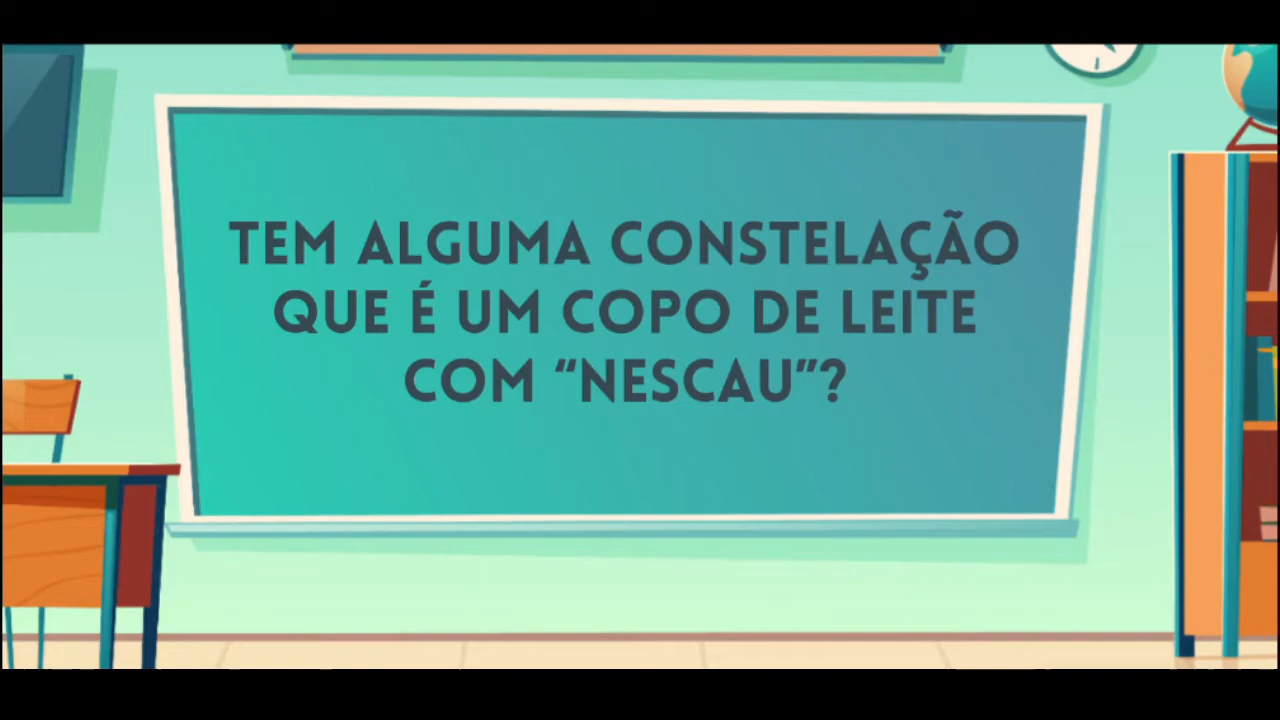 TEM ALGUMA CONSTELAÇÃO
QUE É UM COPO DE LEITE
COM “NESCAU”?